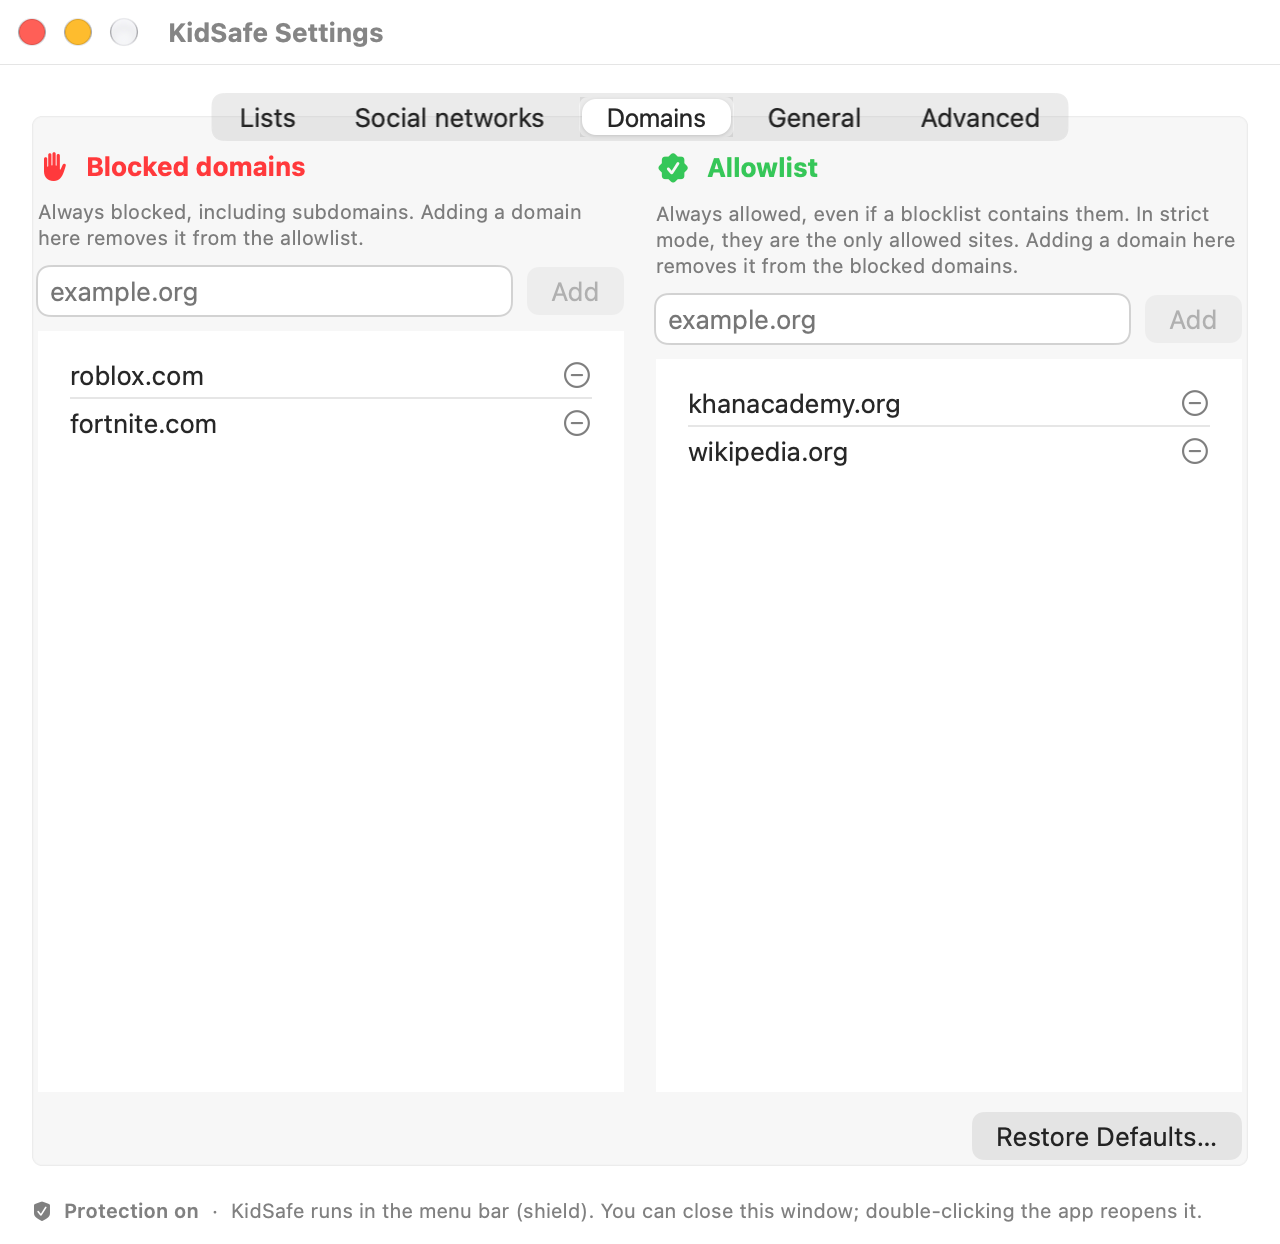 KidSafe Settings
Lists
Social networks
Domains
General
Advanced
Blocked domains
Always blocked, including subdomains. Adding a domain
here removes it from the allowlist.
example.org
Add
roblox.com
fortnite.com
Allowlist
Always allowed, even if a blocklist contains them. In strict
mode, they are the only allowed sites. Adding a domain here
removes it from the blocked domains.
example.org
Add
khanacademy.org
wikipedia.org
Restore Defaults...
Protection on · KidSafe runs in the menu bar (shield). You can close this window; double-clicking the app reopens it.